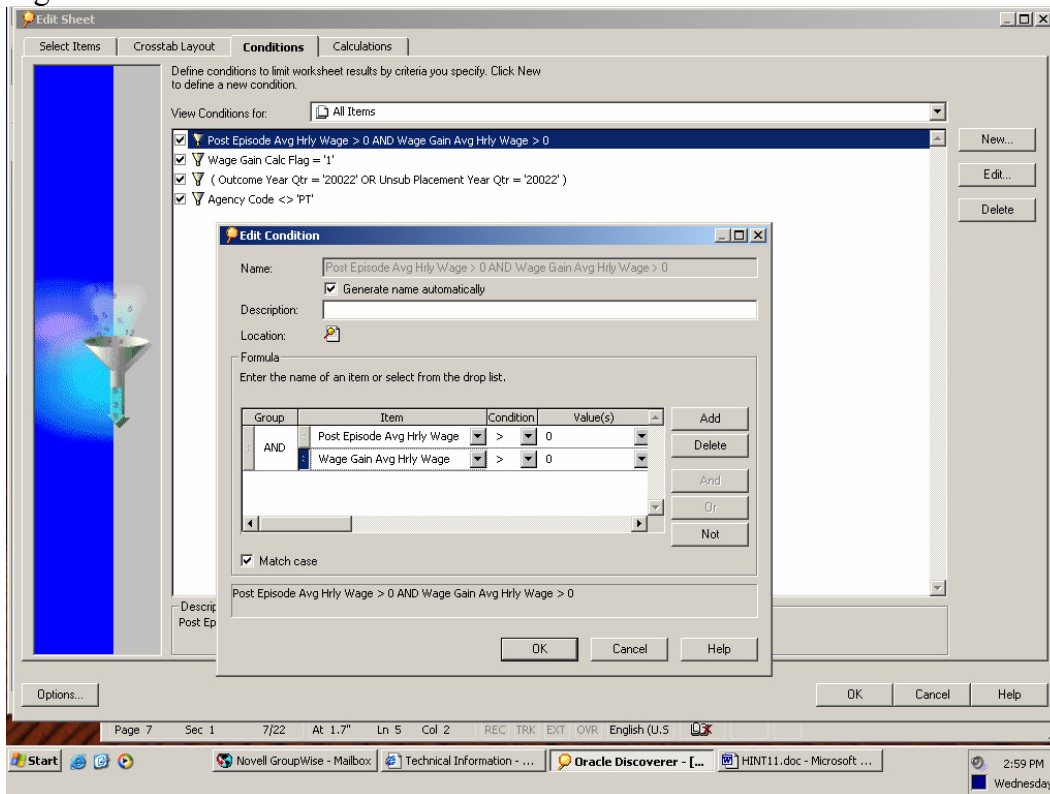 Edit Sheet
Select Items Crosstab Layout Conditions Calculations
Define conditions to limit worksheet results by criteria you specify. Click New
to define a new condition.
View Conditions for: All Items
Post Episode Avg Hrly Wage > 0 AND Wage Gain Avg Hrly Wage > 0
Wage Gain Calc Flag = '1'
( Outcome Year Qtr = '20022' OR Unsub Placement Year Qtr = '20022' )
Agency Code <> 'PT'
New...
Edit...
Delete
Edit Condition
Name: Post Episode Avg Hrly Wage > 0 AND Wage Gain Avg Hrly Wage > 0
Generate name automatically
Description:
Location:
Formula
Enter the name of an item or select from the drop list.
Group Item Condition Value(s)
AND
Post Episode Avg Hrly Wage > 0
Wage Gain Avg Hrly Wage > 0
Add
Delete
And
Or
Not
Match case
Post Episode Avg Hrly Wage > 0 AND Wage Gain Avg Hrly Wage > 0
OK Cancel Help
Descrip
Post Ep
Options... OK Cancel Help
Page 7 Sec 1 7/22 At 1.7" Ln 5 Col 2 REC TRK EXT OVR English (U.S
Start Novell GroupWise - Mailbox Technical Information - ... Oracle Discoverer - [... HINT11.doc - Microsoft ... 2:59 PM
Wednesday